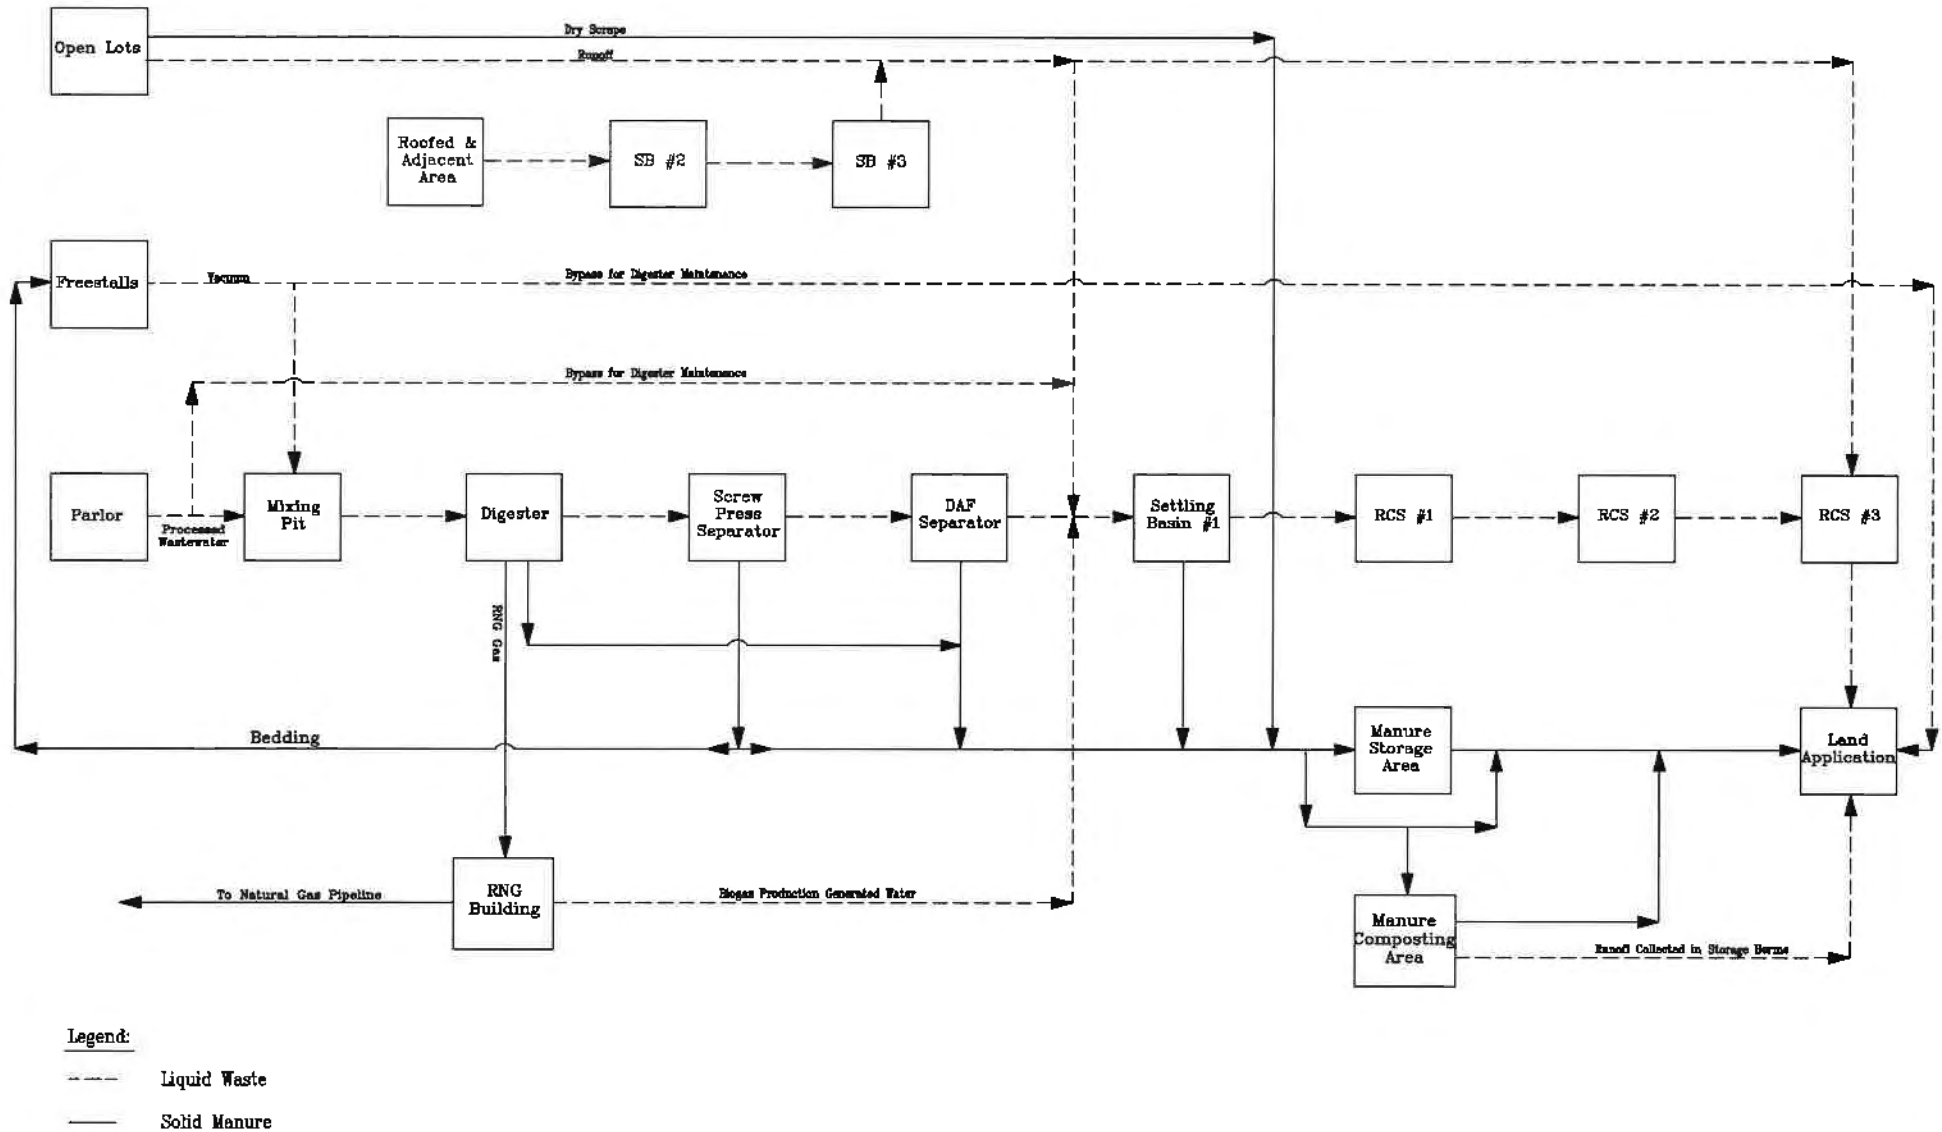 Dry Scrape
Open Lots
Runoff
Roofed &
Adjacent
Area
SB #2
SB #3
Freestalls
Vacuum
Bypass for Digester Maintenance
Bypass for Digester Maintenance
Parlor
Processed
Wastewater
Mixing
Pit
Digester
Screw
Press
Separator
DAF
Separator
Settling
Basin #1
RCS #1
RCS #2
RCS #3
RNG Gas
Bedding
Manure
Storage
Area
Land
Application
To Natural Gas Pipeline
RNG
Building
Biogas Production Generated Water
Manure
Composting
Area
Runoff Collected in Storage Berms
Legend:
Liquid Waste
Solid Manure